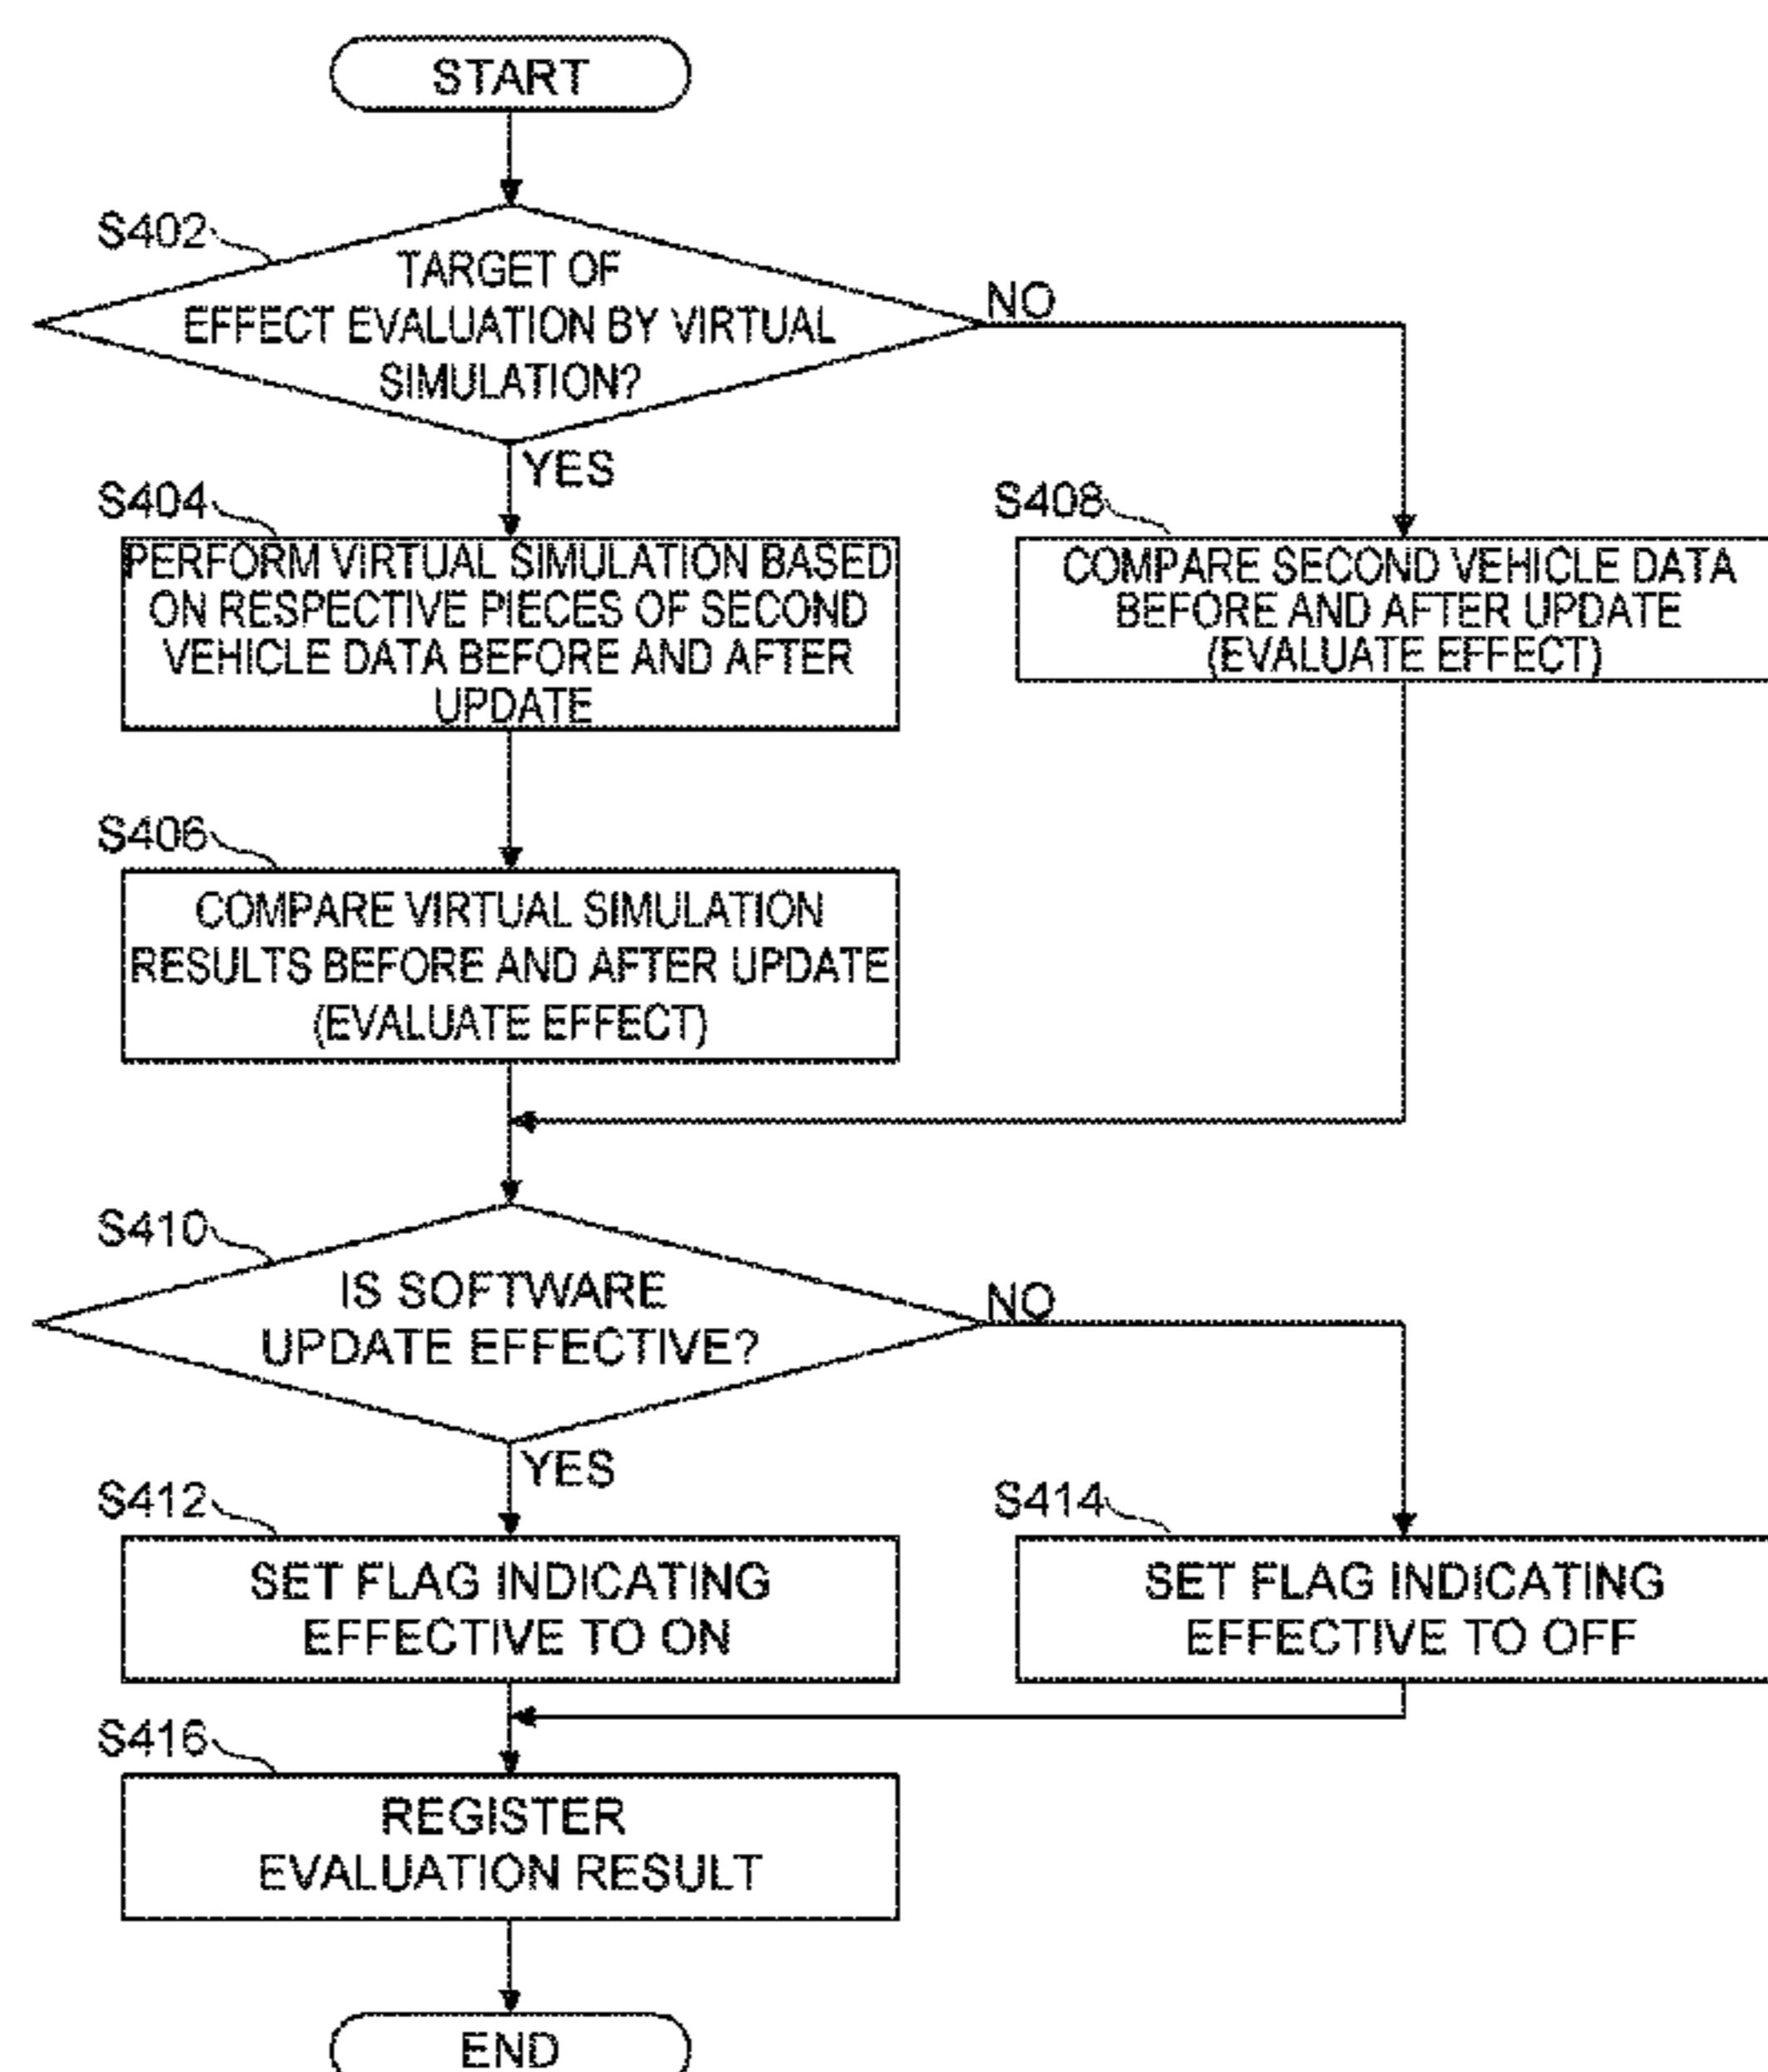 START
S402
TARGET OF
EFFECT EVALUATION BY VIRTUAL
SIMULATION?
NO
YES
S404
PERFORM VIRTUAL SIMULATION BASED
ON RESPECTIVE PIECES OF SECOND
VEHICLE DATA BEFORE AND AFTER
UPDATE
S408
COMPARE SECOND VEHICLE DATA
BEFORE AND AFTER UPDATE
(EVALUATE EFFECT)
S406
COMPARE VIRTUAL SIMULATION
RESULTS BEFORE AND AFTER UPDATE
(EVALUATE EFFECT)
S410
IS SOFTWARE
UPDATE EFFECTIVE?
NO
YES
S412
SET FLAG INDICATING
EFFECTIVE TO ON
S414
SET FLAG INDICATING
EFFECTIVE TO OFF
S416
REGISTER
EVALUATION RESULT
END